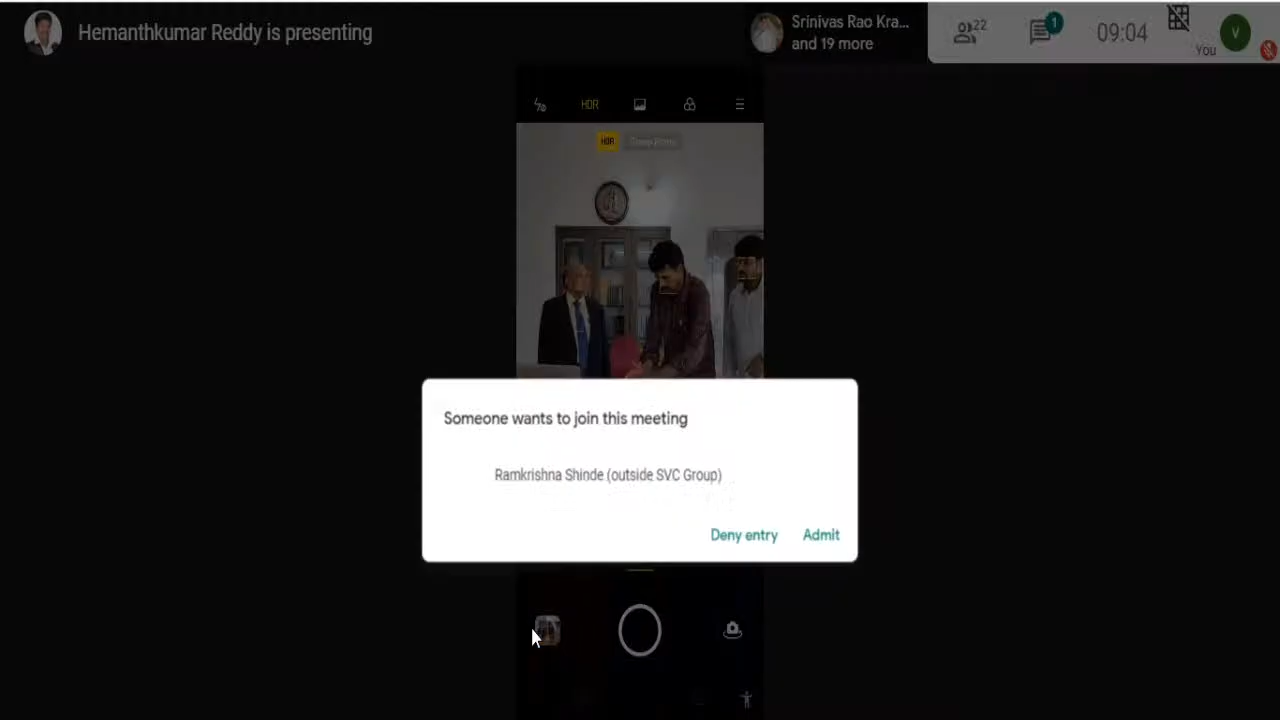 Hemanthkumar Reddy is presenting
Srinivas Rao Kra...
and 19 more
22
1
09:04
You
V
HDR
HDR
Someone wants to join this meeting
Ramkrishna Shinde (outside SVC Group)
Deny entry
Admit